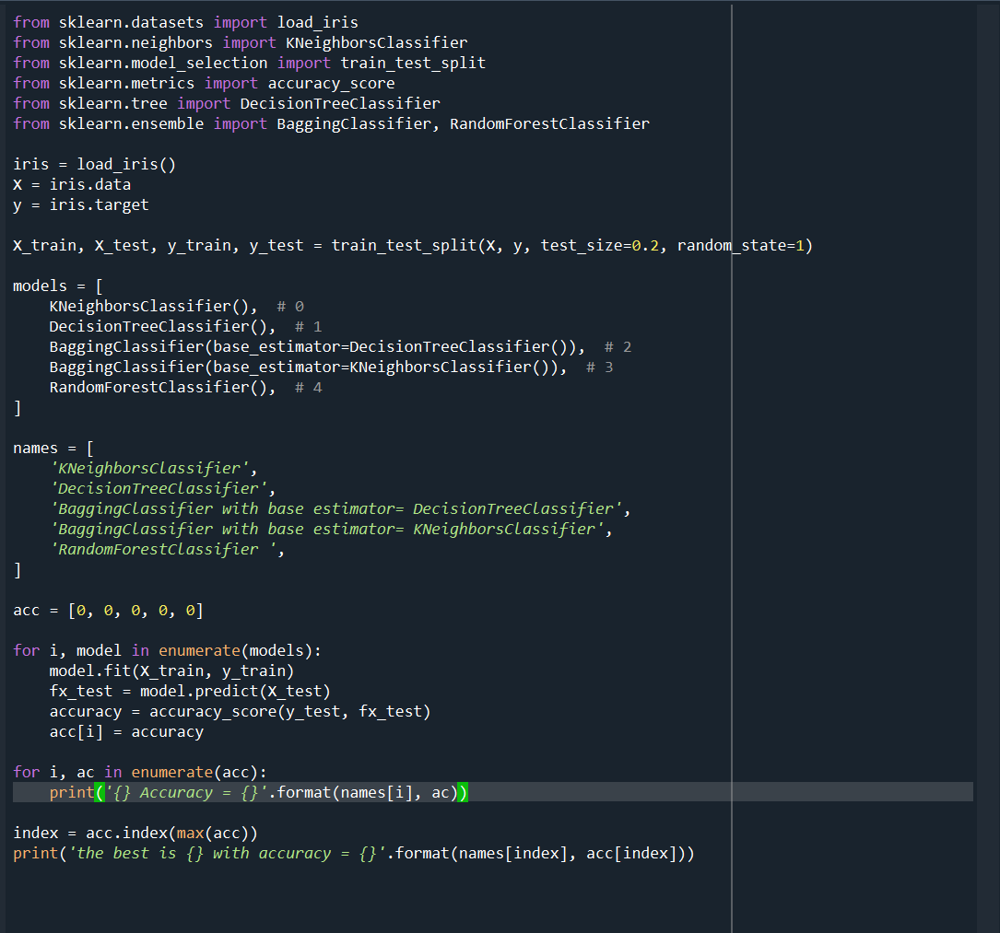 from sklearn.datasets import load_iris
from sklearn.neighbors import KNeighborsClassifier
from sklearn.model_selection import train_test_split
from sklearn.metrics import accuracy_score
from sklearn.tree import DecisionTreeClassifier
from sklearn.ensemble import BaggingClassifier, RandomForestClassifier

iris = load_iris()
X = iris.data
y = iris.target

X_train, X_test, y_train, y_test = train_test_split(X, y, test_size=0.2, random_state=1)

models = [
    KNeighborsClassifier(),  # 0
    DecisionTreeClassifier(),  # 1
    BaggingClassifier(base_estimator=DecisionTreeClassifier()),  # 2
    BaggingClassifier(base_estimator=KNeighborsClassifier()),  # 3
    RandomForestClassifier(),  # 4
]

names = [
    'KNeighborsClassifier',
    'DecisionTreeClassifier',
    'BaggingClassifier with base estimator= DecisionTreeClassifier',
    'BaggingClassifier with base estimator= KNeighborsClassifier',
    'RandomForestClassifier ',
]

acc = [0, 0, 0, 0, 0]

for i, model in enumerate(models):
    model.fit(X_train, y_train)
    fx_test = model.predict(X_test)
    accuracy = accuracy_score(y_test, fx_test)
    acc[i] = accuracy

for i, ac in enumerate(acc):
    print('{} Accuracy = {}'.format(names[i], ac))

index = acc.index(max(acc))
print('the best is {} with accuracy = {}'.format(names[index], acc[index]))